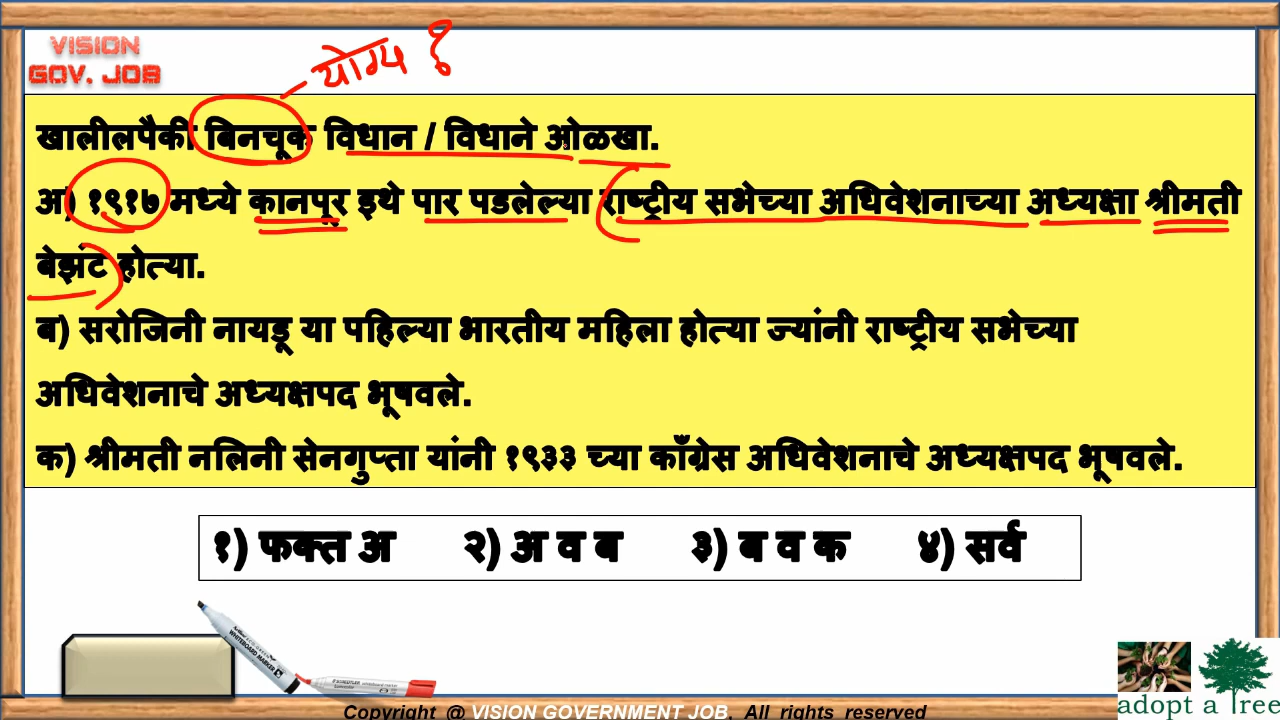 VISION
GOV. JOB
योग्य ?
खालीलपैकी बिनचूक विधान / विधाने ओळखा.
अ) १९१७ मध्ये कानपूर इथे पार पडलेल्या राष्ट्रीय सभेच्या अधिवेशनाच्या अध्यक्षा श्रीमती
बेझंट होत्या.
ब) सरोजिनी नायडू या पहिल्या भारतीय महिला होत्या ज्यांनी राष्ट्रीय सभेच्या
अधिवेशनाचे अध्यक्षपद भूषवले.
क) श्रीमती नलिनी सेनगुप्ता यांनी १९३३ च्या काँग्रेस अधिवेशनाचे अध्यक्षपद भूषवले.
१) फक्त अ २) अ व ब ३) ब व क ४) सर्व
WHITEBOARD MARKER
adopt a Tree
Copyright @ VISION GOVERNMENT JOB, All rights reserved